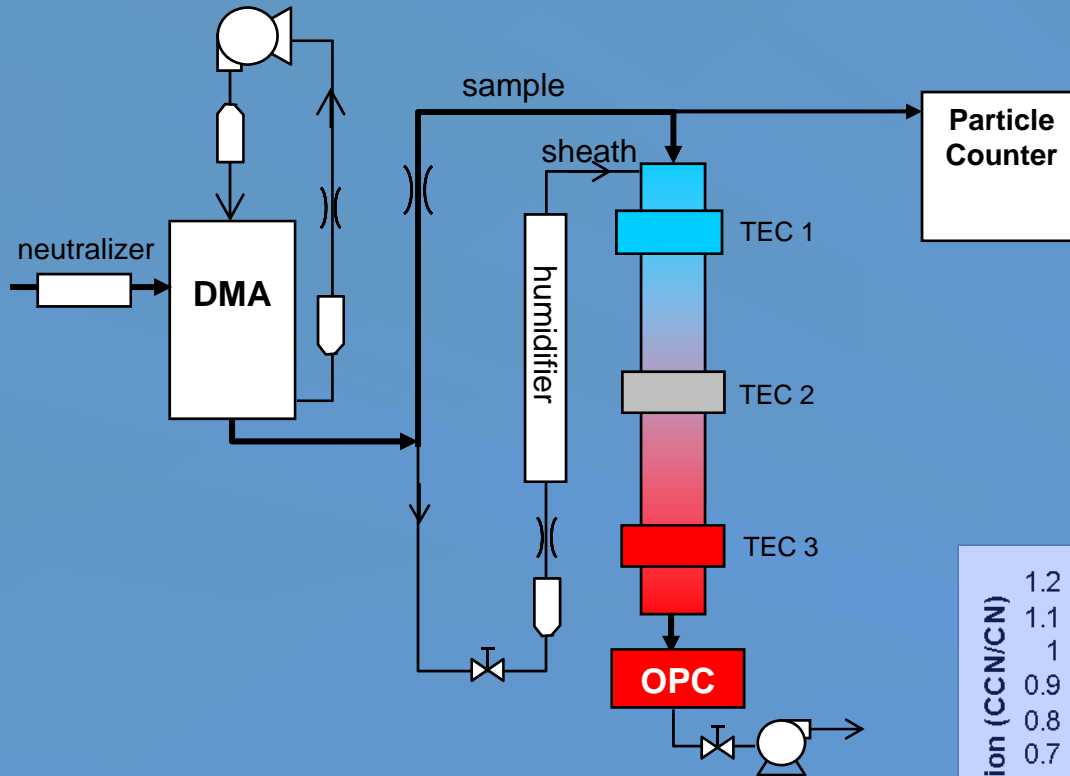 sample
sheath
Particle
Counter
neutralizer
DMA
humidifier
TEC 1
TEC 2
TEC 3
OPC
1.2
1.1
1
0.9
0.8
0.7
(CCN/CN)